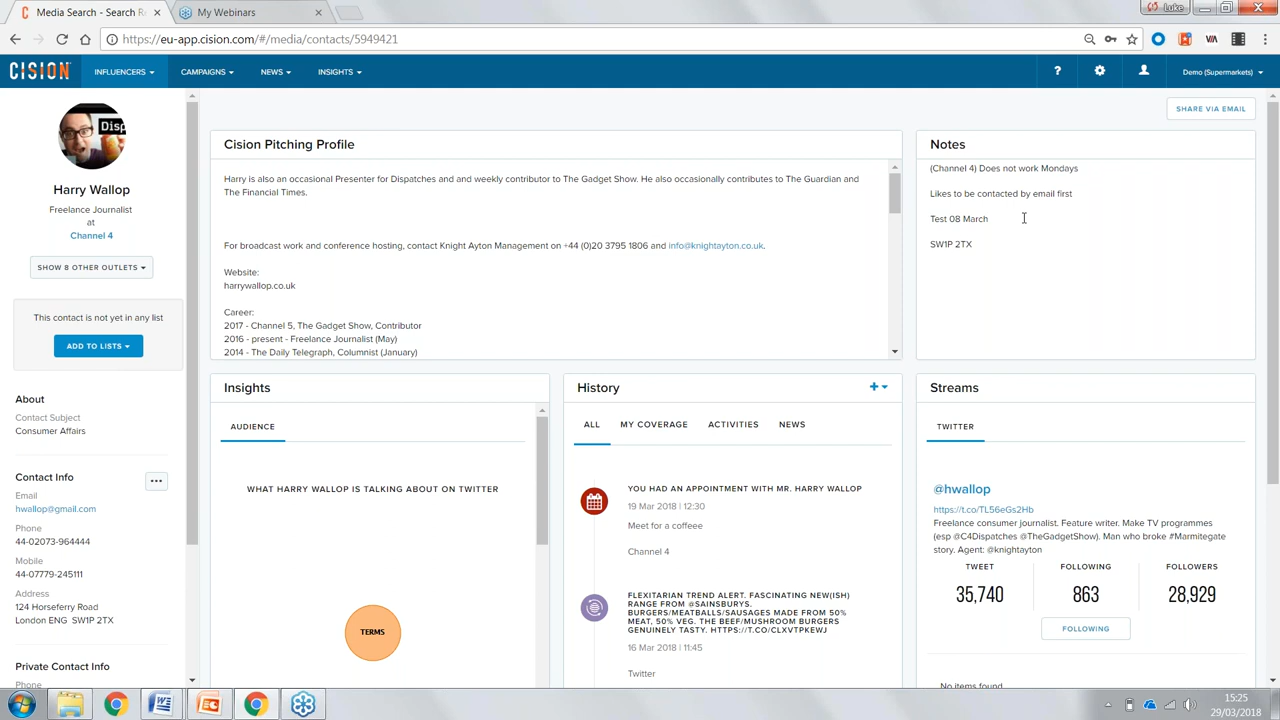 Media Search - Search Re
My Webinars
Luke
https://eu-app.cision.com/#/media/contacts/5949421
VIA
CISION
INFLUENCERS
CAMPAIGNS
NEWS
INSIGHTS
?
Demo (Supermarkets)
SHARE VIA EMAIL
Disp
Harry Wallop
Freelance Journalist
at
Channel 4
SHOW 8 OTHER OUTLETS
This contact is not yet in any list
ADD TO LISTS
About
Contact Subject
Consumer Affairs
Contact Info
Email
hwallop@gmail.com
Phone
44-02073-964444
Mobile
44-07779-245111
Address
124 Horseferry Road
London ENG SW1P 2TX
Private Contact Info
Phone
Cision Pitching Profile
Harry is also an occasional Presenter for Dispatches and and weekly contributor to The Gadget Show. He also occasionally contributes to The Guardian and
The Financial Times.
For broadcast work and conference hosting, contact Knight Ayton Management on +44 (0)20 3795 1806 and info@knightayton.co.uk.
Website:
harrywallop.co.uk
Career:
2017 - Channel 5, The Gadget Show, Contributor
2016 - present - Freelance Journalist (May)
2014 - The Daily Telegraph, Columnist (January)
Notes
(Channel 4) Does not work Mondays
Likes to be contacted by email first
Test 08 March
SW1P 2TX
Insights
AUDIENCE
WHAT HARRY WALLOP IS TALKING ABOUT ON TWITTER
TERMS
History
ALL
MY COVERAGE
ACTIVITIES
NEWS
YOU HAD AN APPOINTMENT WITH MR. HARRY WALLOP
19 Mar 2018 | 12:30
Meet for a coffeee
Channel 4
FLEXITARIAN TREND ALERT. FASCINATING NEW(ISH)
RANGE FROM @SAINSBURYS.
BURGERS/MEATBALLS/SAUSAGES MADE FROM 50%
MEAT, 50% VEG. THE BEEF/MUSHROOM BURGERS
GENUINELY TASTY. HTTPS://T.CO/CLXVTPKEWJ
16 Mar 2018 | 11:45
Twitter
Streams
TWITTER
@hwallop
https://t.co/TL56eGs2Hb
Freelance consumer journalist. Feature writer. Make TV programmes
(esp @C4Dispatches @TheGadgetShow). Man who broke #Marmitegate
story. Agent: @knightayton
TWEET
FOLLOWING
FOLLOWERS
35,740
863
28,929
FOLLOWING
No items found
15:25
29/03/2018